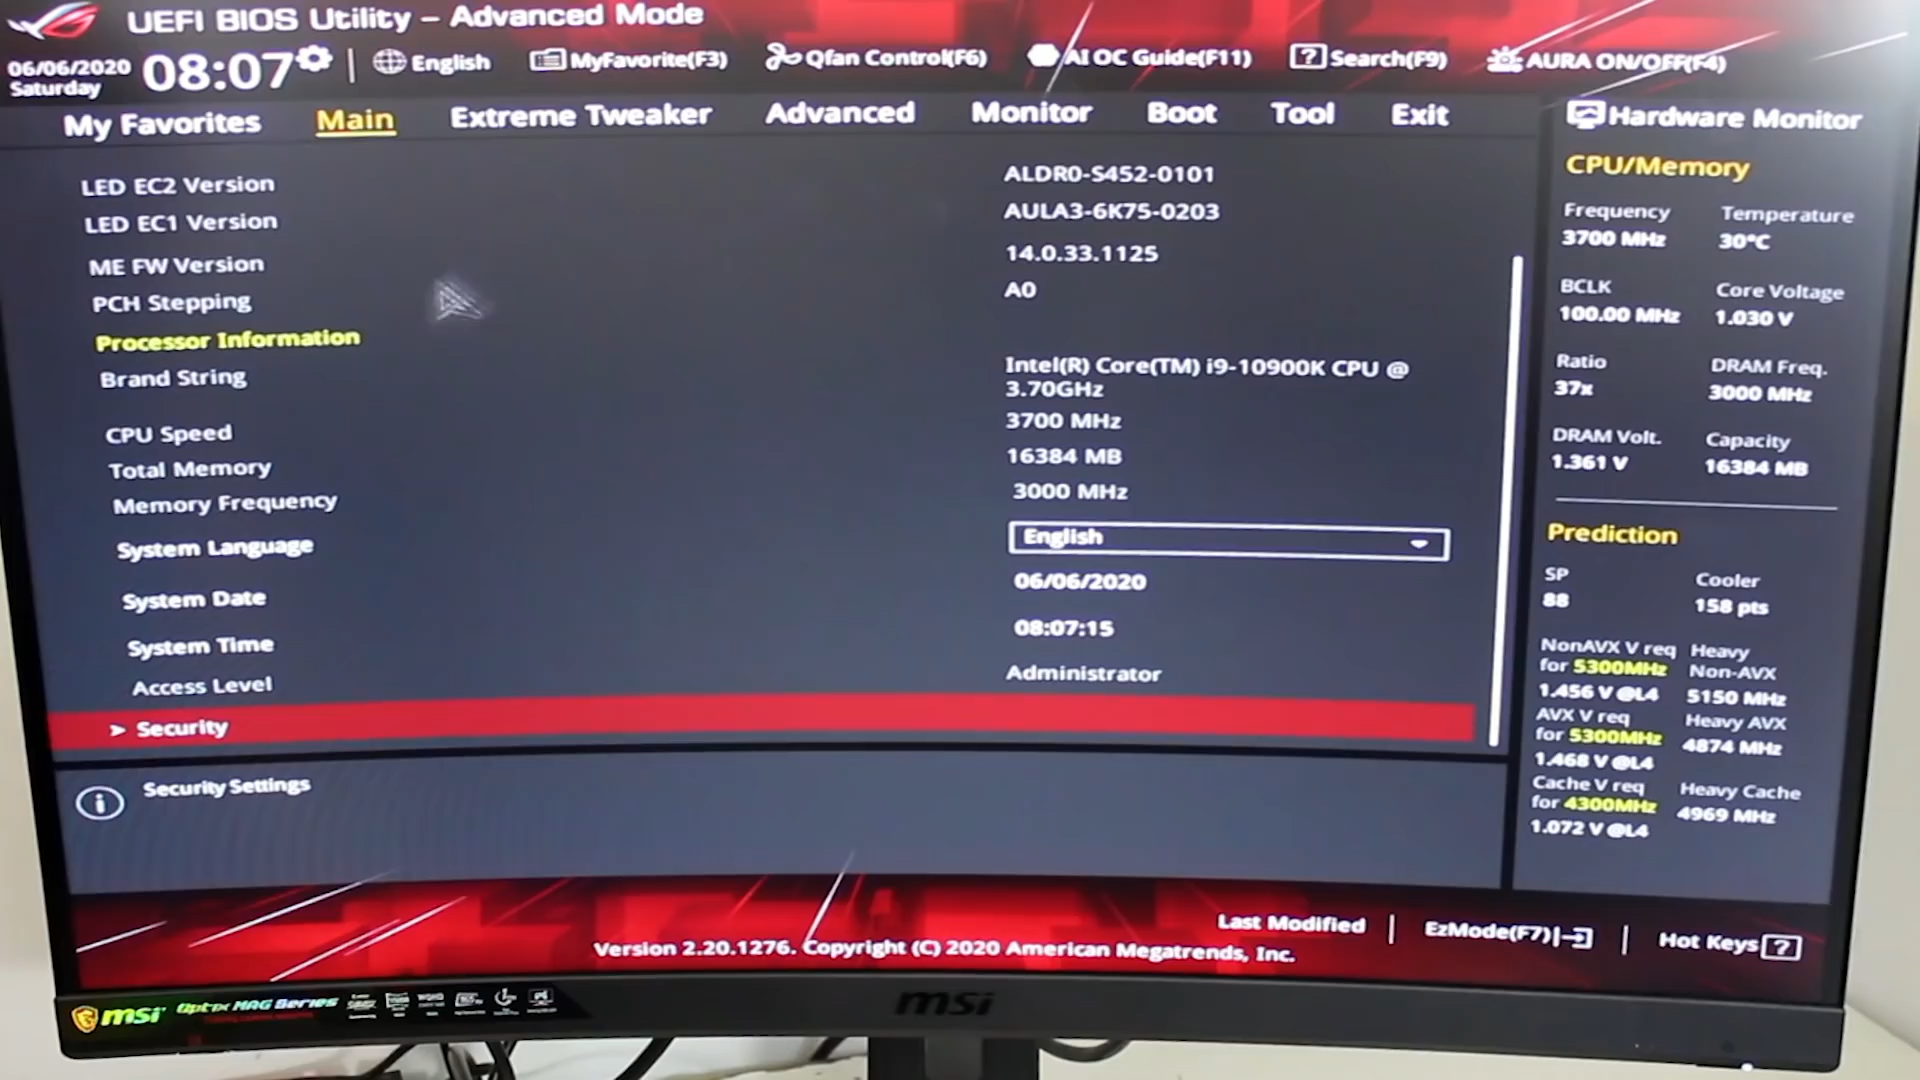 UEFI BIOS Utility – Advanced Mode
06/06/2020
Saturday
08:07
English
MyFavorite(F3)
Qfan Control(F6)
AI OC Guide(F11)
Search(F9)
AURA ON/OFF(F4)
My Favorites
Main
Extreme Tweaker
Advanced
Monitor
Boot
Tool
Exit
LED EC2 Version
ALDR0-S452-0101
LED EC1 Version
AULA3-6K75-0203
ME FW Version
14.0.33.1125
PCH Stepping
A0
Processor Information
Brand String
Intel(R) Core(TM) i9-10900K CPU @
3.70GHz
CPU Speed
3700 MHz
Total Memory
16384 MB
Memory Frequency
3000 MHz
System Language
English
System Date
06/06/2020
System Time
08:07:15
Access Level
Administrator
> Security
Security Settings
Hardware Monitor
CPU/Memory
Frequency
Temperature
3700 MHz
30°C
BCLK
Core Voltage
100.00 MHz
1.030 V
Ratio
DRAM Freq.
37x
3000 MHz
DRAM Volt.
Capacity
1.361 V
16384 MB
Prediction
SP
Cooler
88
158 pts
NonAVX V req
Heavy
for 5300MHz
Non-AVX
1.456 V @L4
5150 MHz
AVX V req
Heavy AVX
for 5300MHz
4874 MHz
1.468 V @L4
Cache V req
Heavy Cache
for 4300MHz
4969 MHz
1.072 V @L4
Last Modified
EzMode(F7)
Hot Keys
Version 2.20.1276. Copyright (C) 2020 American Megatrends, Inc.
msi
Optix MAG Series
msi